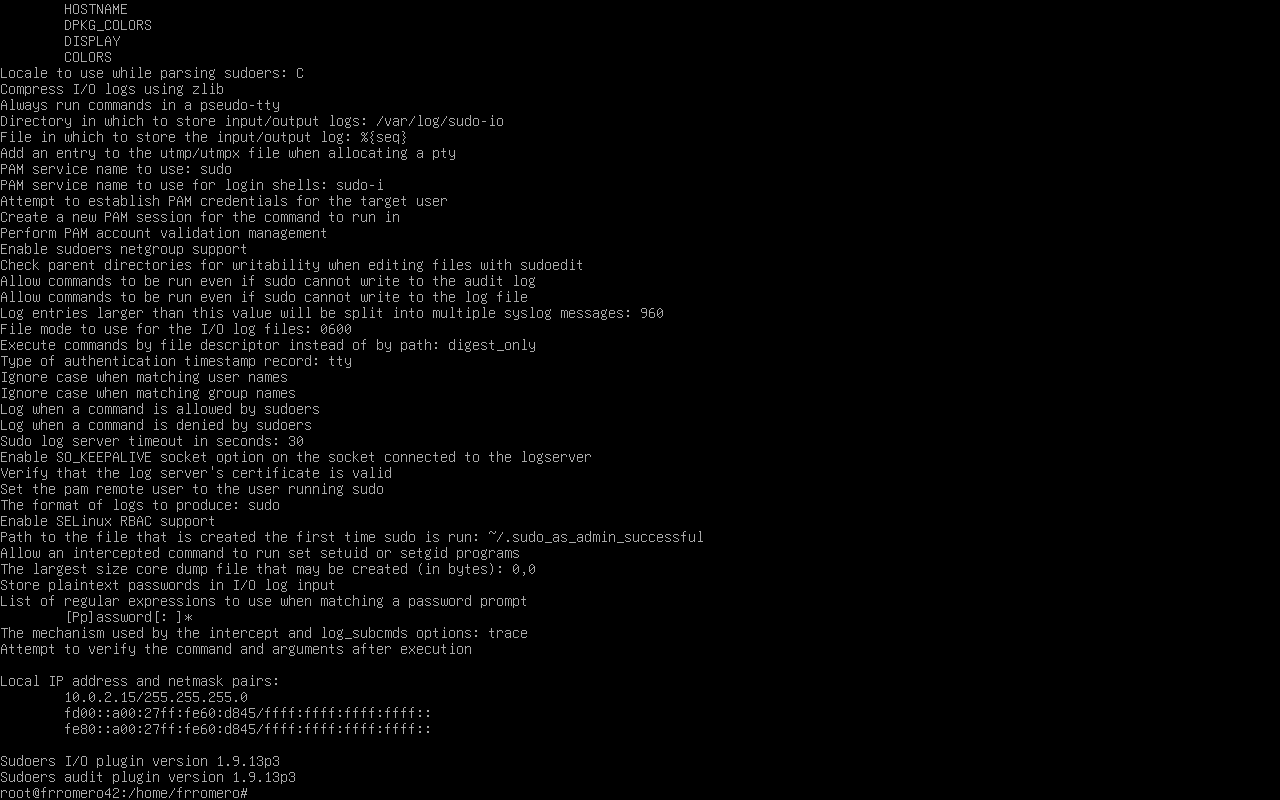 HOSTNAME
DPKG_COLORS
DISPLAY
COLORS
Locale to use while parsing sudoers: C
Compress I/O logs using zlib
Always run commands in a pseudo-tty
Directory in which to store input/output logs: /var/log/sudo-io
File in which to store the input/output log: %{seq}
Add an entry to the utmp/utmpx file when allocating a pty
PAM service name to use: sudo
PAM service name to use for login shells: sudo-i
Attempt to establish PAM credentials for the target user
Create a new PAM session for the command to run in
Perform PAM account validation management
Enable sudoers netgroup support
Check parent directories for writability when editing files with sudoedit
Allow commands to be run even if sudo cannot write to the audit log
Allow commands to be run even if sudo cannot write to the log file
Log entries larger than this value will be split into multiple syslog messages: 960
File mode to use for the I/O log files: 0600
Execute commands by file descriptor instead of by path: digest_only
Type of authentication timestamp record: tty
Ignore case when matching user names
Ignore case when matching group names
Log when a command is allowed by sudoers
Log when a command is denied by sudoers
Sudo log server timeout in seconds: 30
Enable SO_KEEPALIVE socket option on the socket connected to the logserver
Verify that the log server's certificate is valid
Set the pam remote user to the user running sudo
The format of logs to produce: sudo
Enable SELinux RBAC support
Path to the file that is created the first time sudo is run: ~/.sudo_as_admin_successful
Allow an intercepted command to run set setuid or setgid programs
The largest size core dump file that may be created (in bytes): 0,0
Store plaintext passwords in I/O log input
List of regular expressions to use when matching a password prompt
[Pp]assword[: ]*
The mechanism used by the intercept and log_subcmds options: trace
Attempt to verify the command and arguments after execution
Local IP address and netmask pairs:
10.0.2.15/255.255.255.0
fd00::a00:27ff:fe60:d845/ffff:ffff:ffff:ffff::
fe80::a00:27ff:fe60:d845/ffff:ffff:ffff:ffff::
Sudoers I/O plugin version 1.9.13p3
Sudoers audit plugin version 1.9.13p3
root@frromero42:/home/frromero#